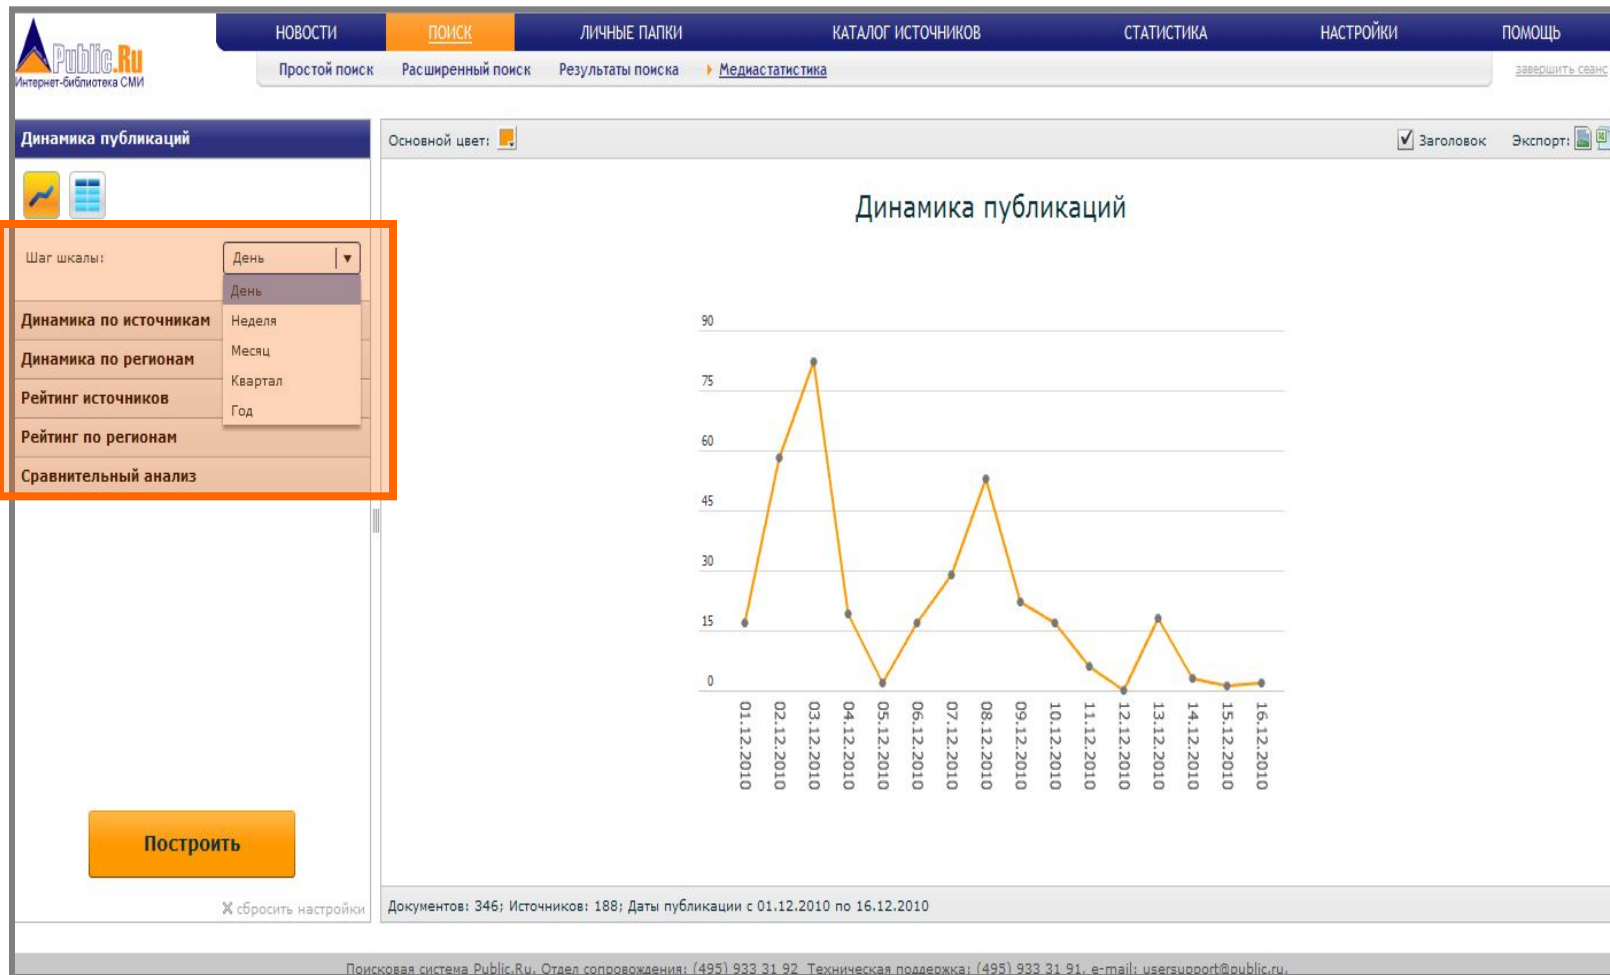 НОВОСТИ ПОИСК ЛИЧНЫЕ ПАПКИ КАТАЛОГ ИСТОЧНИКОВ СТАТИСТИКА НАСТРОЙКИ ПОМОЩЬ
Public.Ru
Интернет-библиотека СМИ
Простой поиск Расширенный поиск Результаты поиска Медиастатистика завершить сеанс
Динамика публикаций
Основной цвет: Заголовок Экспорт:
Динамика публикаций
Шаг шкалы: День
День
Неделя
Месяц
Квартал
Год
Динамика по источникам
Динамика по регионам
Рейтинг источников
Рейтинг по регионам
Сравнительный анализ
90
75
60
45
30
15
0
01.12.2010
02.12.2010
03.12.2010
04.12.2010
05.12.2010
06.12.2010
07.12.2010
08.12.2010
09.12.2010
10.12.2010
11.12.2010
12.12.2010
13.12.2010
14.12.2010
15.12.2010
16.12.2010
Построить
сбросить настройки
Документов: 346; Источников: 188; Даты публикации с 01.12.2010 по 16.12.2010
Поисковая система Public.Ru. Отдел сопровождения: (495) 933 31 92 Техническая поддержка: (495) 933 31 91, e-mail: usersupport@public.ru.